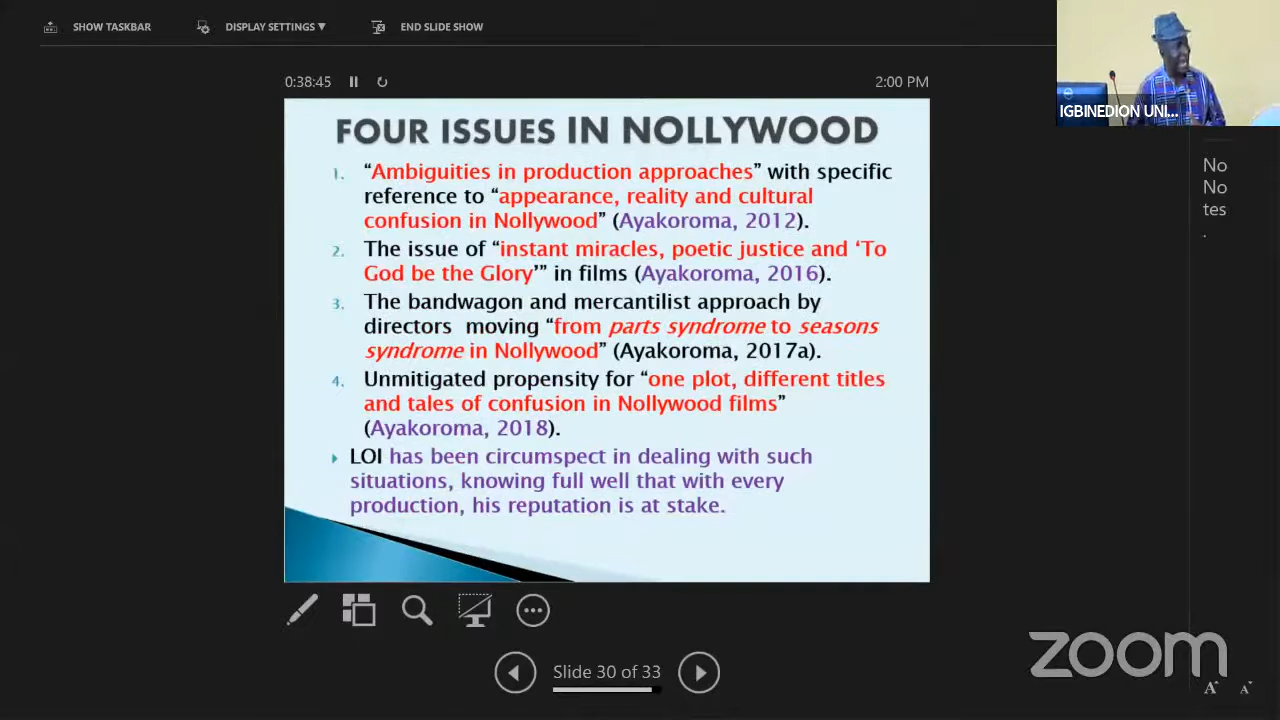 SHOW TASKBAR
DISPLAY SETTINGS ▼
END SLIDE SHOW
IGBINEDION UNI...
0:38:45
2:00 PM
FOUR ISSUES IN NOLLYWOOD
1. “Ambiguities in production approaches” with specific
reference to “appearance, reality and cultural
confusion in Nollywood” (Ayakoroma, 2012).
2. The issue of “instant miracles, poetic justice and ‘To
God be the Glory’” in films (Ayakoroma, 2016).
3. The bandwagon and mercantilist approach by
directors moving “from parts syndrome to seasons
syndrome in Nollywood” (Ayakoroma, 2017a).
4. Unmitigated propensity for “one plot, different titles
and tales of confusion in Nollywood films”
(Ayakoroma, 2018).
LOI has been circumspect in dealing with such
situations, knowing full well that with every
production, his reputation is at stake.
No
No
tes
.
Slide 30 of 33
zoom
A A